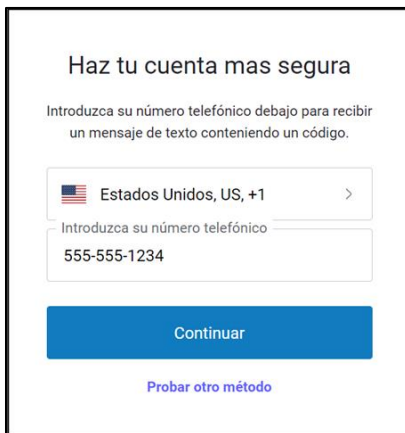 Haz tu cuenta mas segura
Introduzca su número telefónico debajo para recibir
un mensaje de texto conteniendo un código.
Estados Unidos, US, +1
Introduzca su número telefónico
555-555-1234
Continuar
Probar otro método